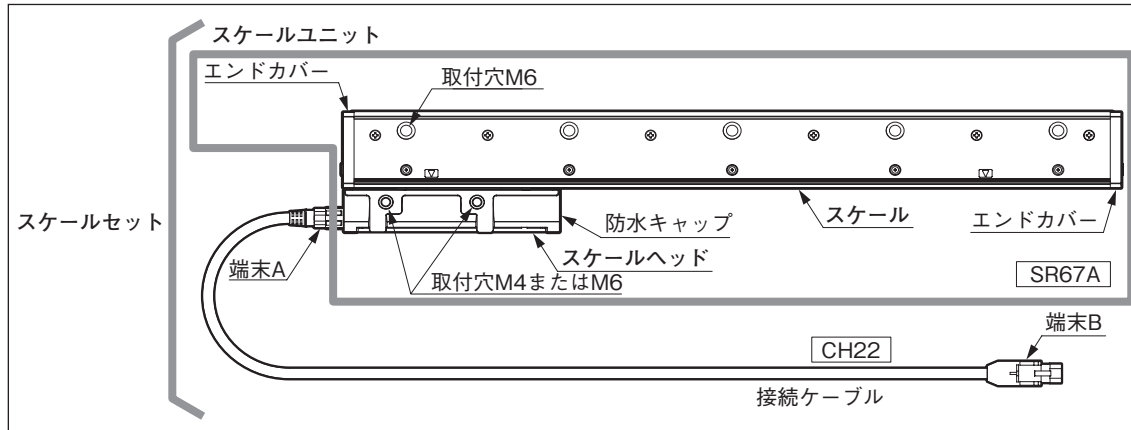 スケールユニット
エンドカバー
取付穴M6
スケールセット
端末A
防水キャップ
スケール
エンドカバー
スケールヘッド
取付穴M4またはM6
SR67A
端末B
CH22
接続ケーブル